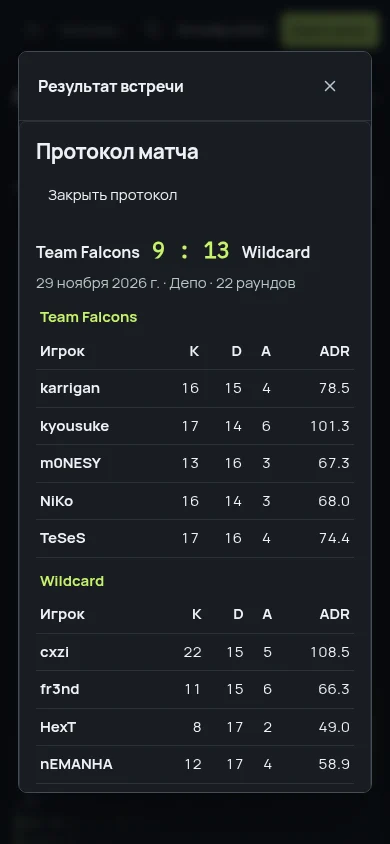 Результат встречи
Протокол матча
Закрыть протокол
Team Falcons 9 : 13 Wildcard
29 ноября 2026 г. · Депо · 22 раундов
Team Falcons
Игрок K D A ADR
karrigan 16 15 4 78.5
kyousuke 17 14 6 101.3
m0NESY 13 16 3 67.3
NiKo 16 14 3 68.0
TeSeS 17 16 4 74.4
Wildcard
Игрок K D A ADR
cxzi 22 15 5 108.5
fr3nd 11 15 6 66.3
HexT 8 17 2 49.0
nEMANHA 12 17 4 58.9